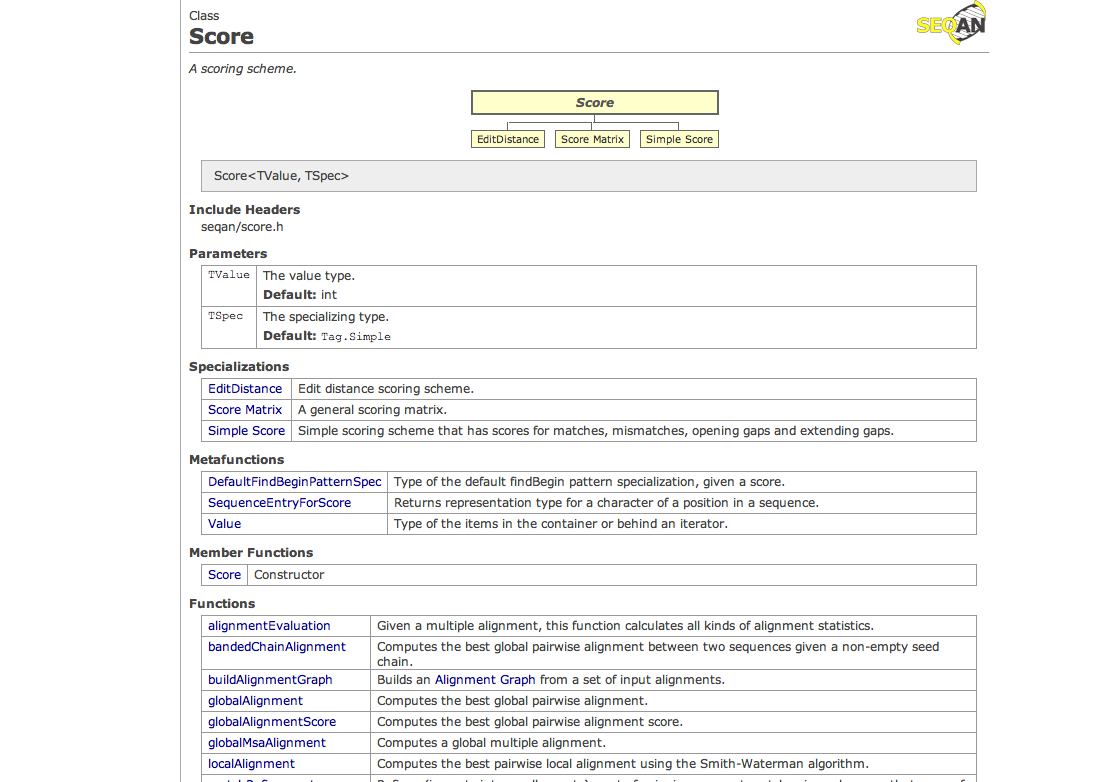 Class
SEQAN
Score
A scoring scheme.
Score
EditDistance Score Matrix Simple Score
Score<TValue, TSpec>
Include Headers
seqan/score.h
Parameters
TValue The value type.
Default: int
TSpec The specializing type.
Default: Tag.Simple
Specializations
EditDistance Edit distance scoring scheme.
Score Matrix A general scoring matrix.
Simple Score Simple scoring scheme that has scores for matches, mismatches, opening gaps and extending gaps.
Metafunctions
DefaultFindBeginPatternSpec Type of the default findBegin pattern specialization, given a score.
SequenceEntryForScore Returns representation type for a character of a position in a sequence.
Value Type of the items in the container or behind an iterator.
Member Functions
Score Constructor
Functions
alignmentEvaluation Given a multiple alignment, this function calculates all kinds of alignment statistics.
bandedChainAlignment Computes the best global pairwise alignment between two sequences given a non-empty seed
chain.
buildAlignmentGraph Builds an Alignment Graph from a set of input alignments.
globalAlignment Computes the best global pairwise alignment.
globalAlignmentScore Computes the best global pairwise alignment score.
globalMsaAlignment Computes a global multiple alignment.
localAlignment Computes the best pairwise local alignment using the Smith-Waterman algorithm.